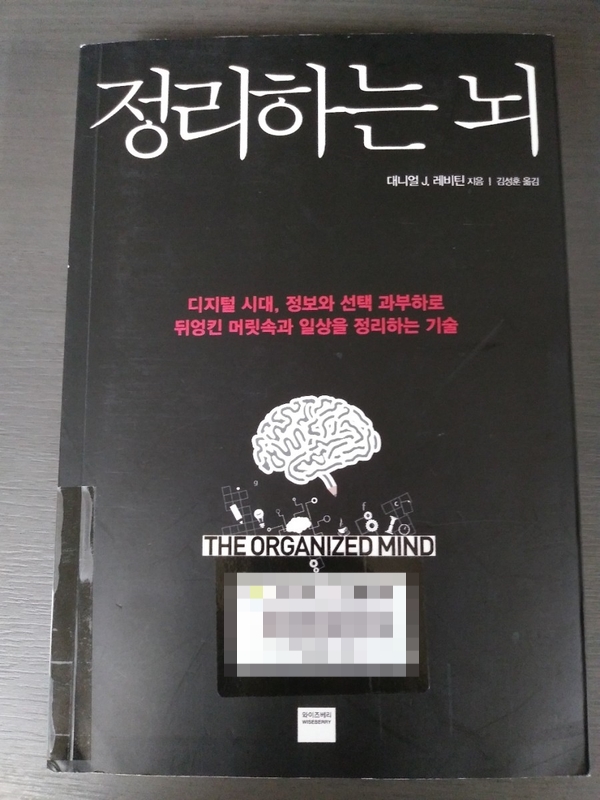 정리하는 뇌
대니얼 J. 레비틴 지음 | 김성훈 옮김
디지털 시대, 정보와 선택 과부하로
뒤엉킨 머릿속과 일상을 정리하는 기술
THE ORGANIZED MIND
와이즈베리
WISEBERRY